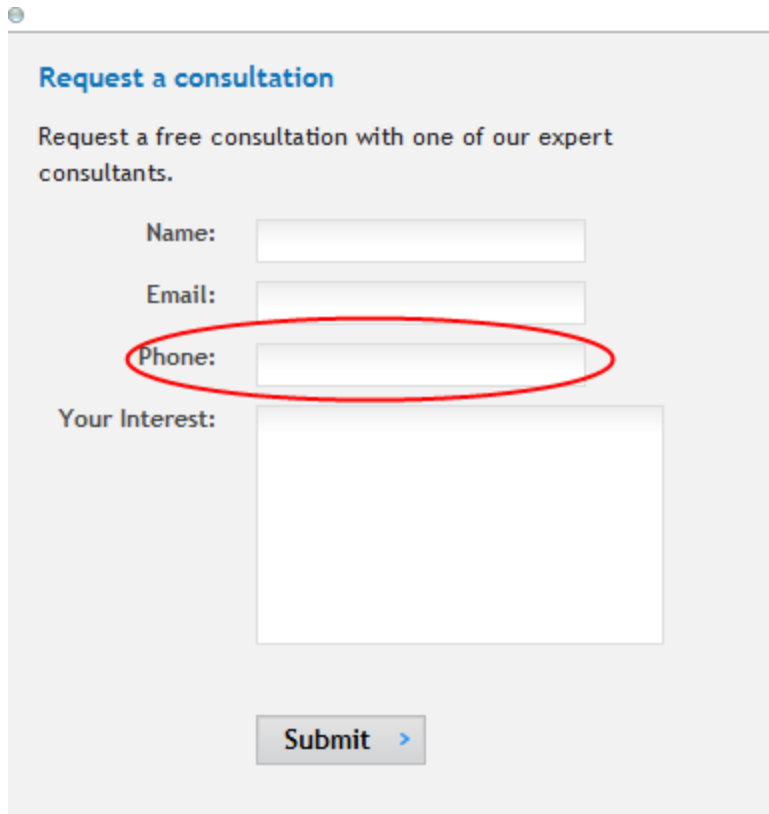 Request a consultation
Request a free consultation with one of our expert
consultants.
Name:
Email:
Phone:
Your Interest:
Submit >